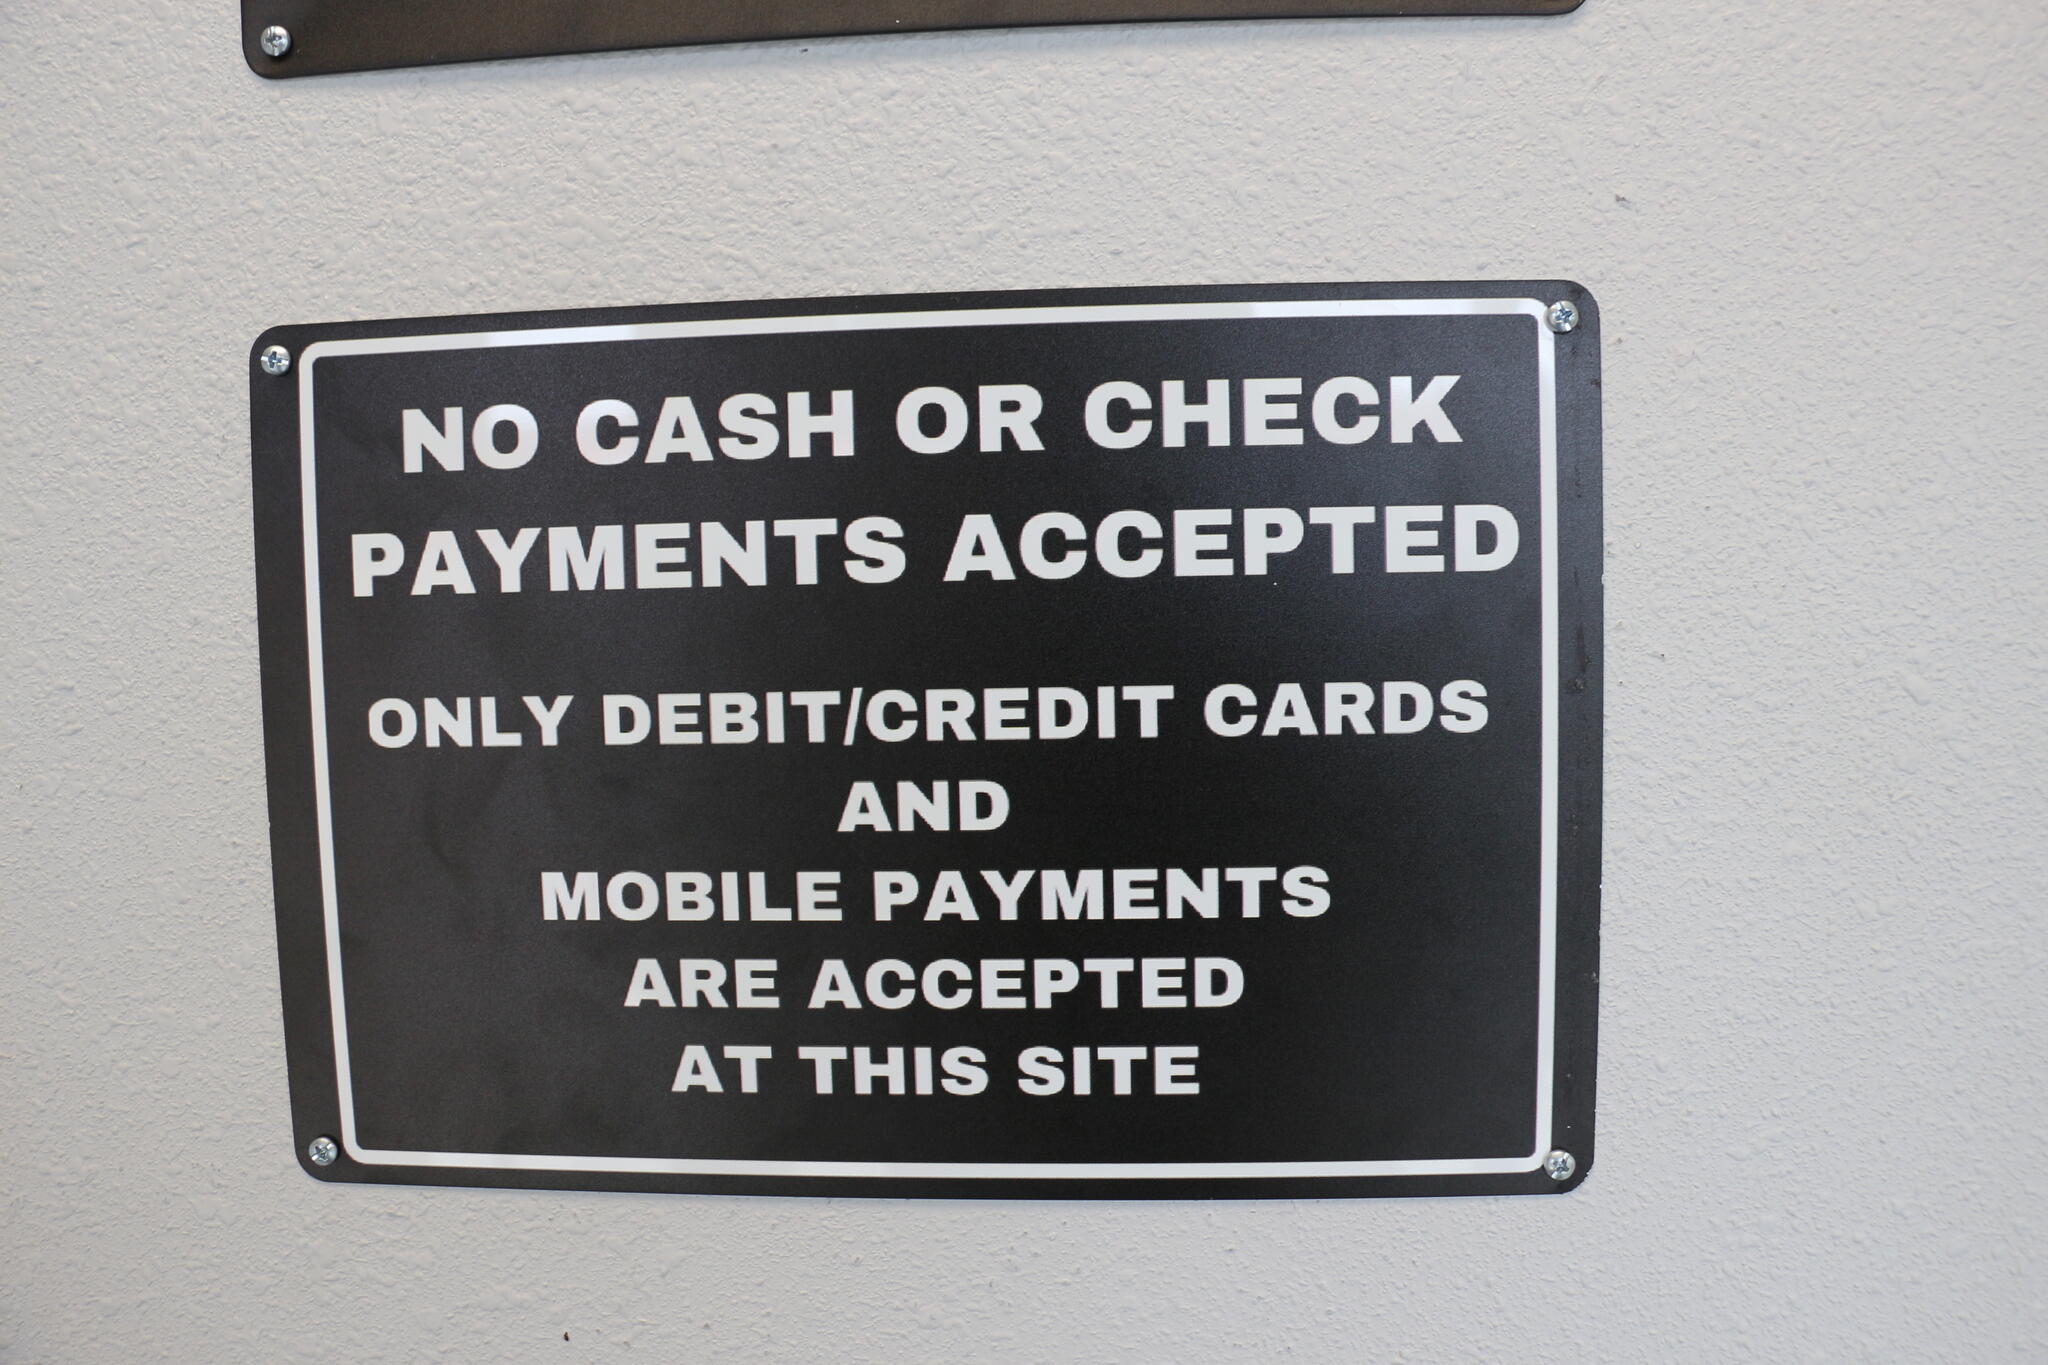 NO CASH OR CHECK
PAYMENTS ACCEPTED
ONLY DEBIT/CREDIT CARDS
AND
MOBILE PAYMENTS
ARE ACCEPTED
AT THIS SITE